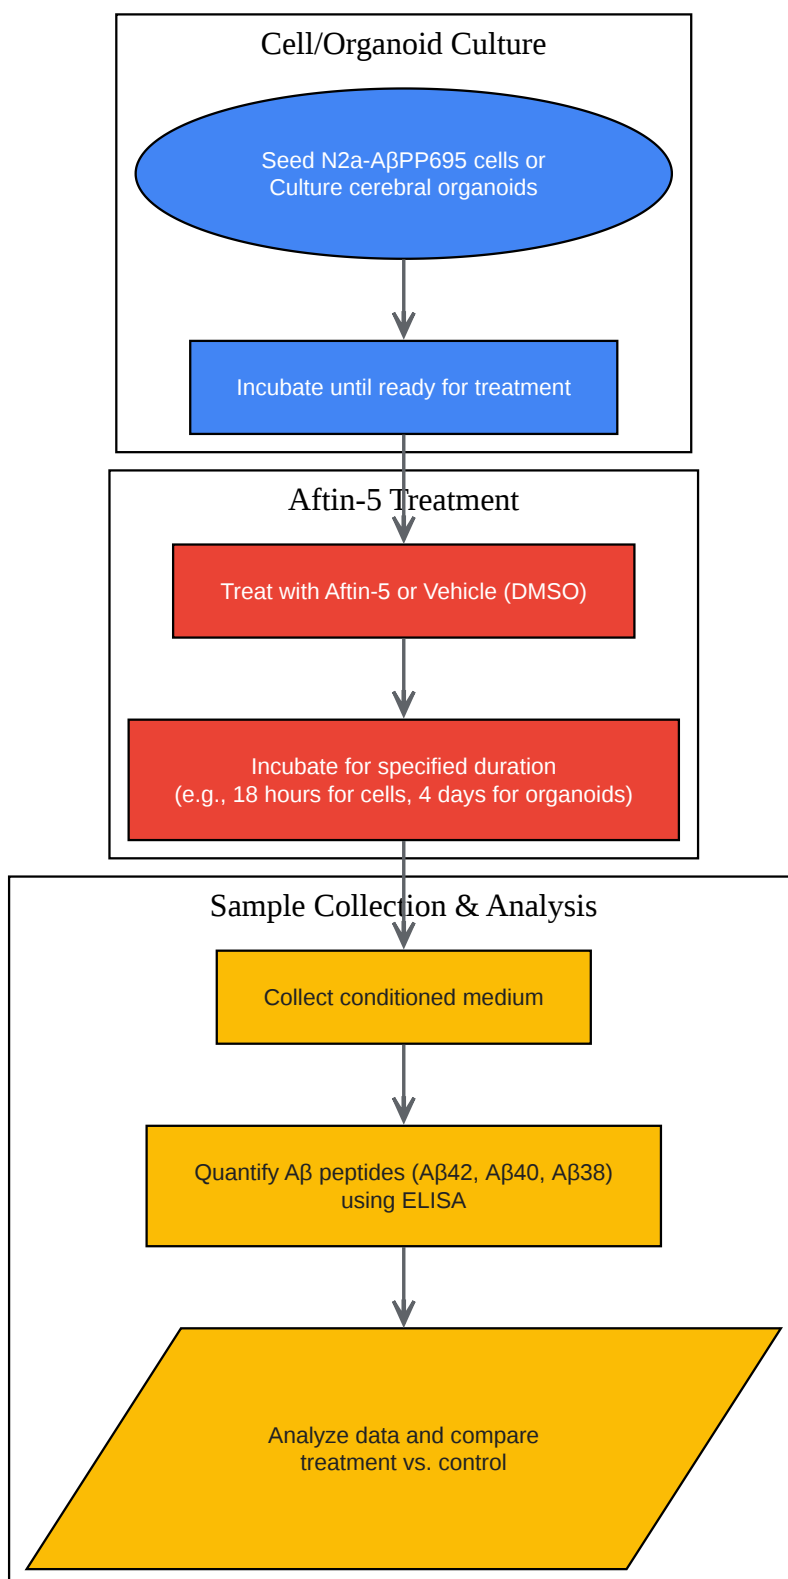 Cell/Organoid Culture
Seed N2a-AβPP695 cells or
Culture cerebral organoids
Incubate until ready for treatment
Aftin-5 Treatment
Treat with Aftin-5 or Vehicle (DMSO)
Incubate for specified duration
(e.g., 18 hours for cells, 4 days for organoids)
Sample Collection & Analysis
Collect conditioned medium
Quantify Aβ peptides (Aβ42, Aβ40, Aβ38)
using ELISA
Analyze data and compare
treatment vs. control